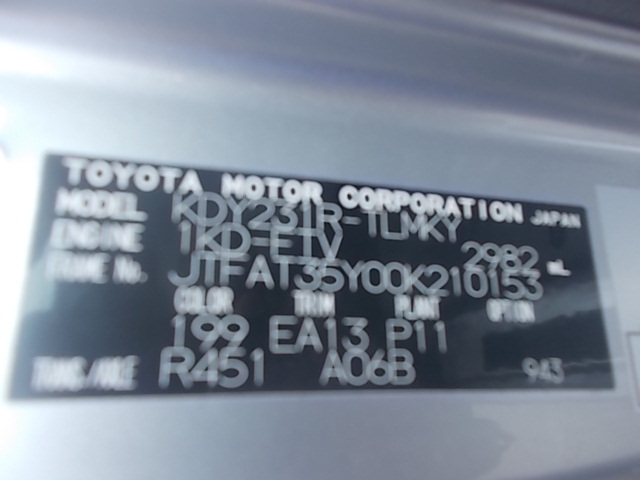 TOYOTA MOTOR CORPORATION JAPAN
MODEL KDY231R-TLMKY
ENGINE 1KD-FTV 2982 mL
FRAME No. JTFAT35Y00K210153
COLOR TRIM PLANT OPTION
199 EA13 P11
TRANS/AXLE R451 A06B 943